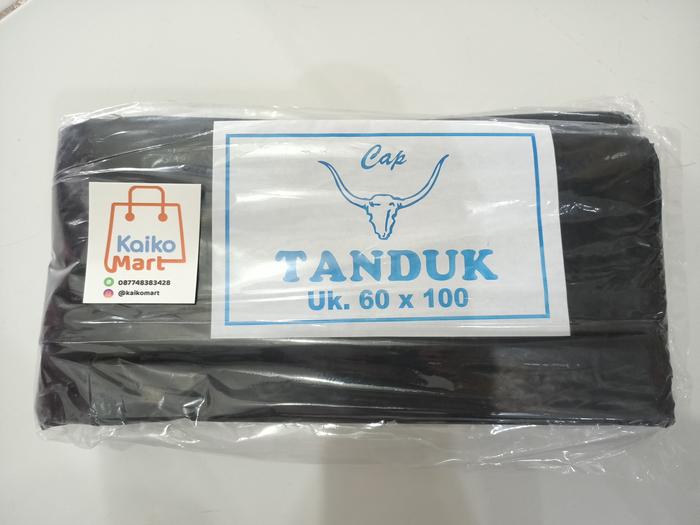 Cap
TANDUK
Uk. 60 x 100
Kaiko
Mart
087748383428
@kaikomart